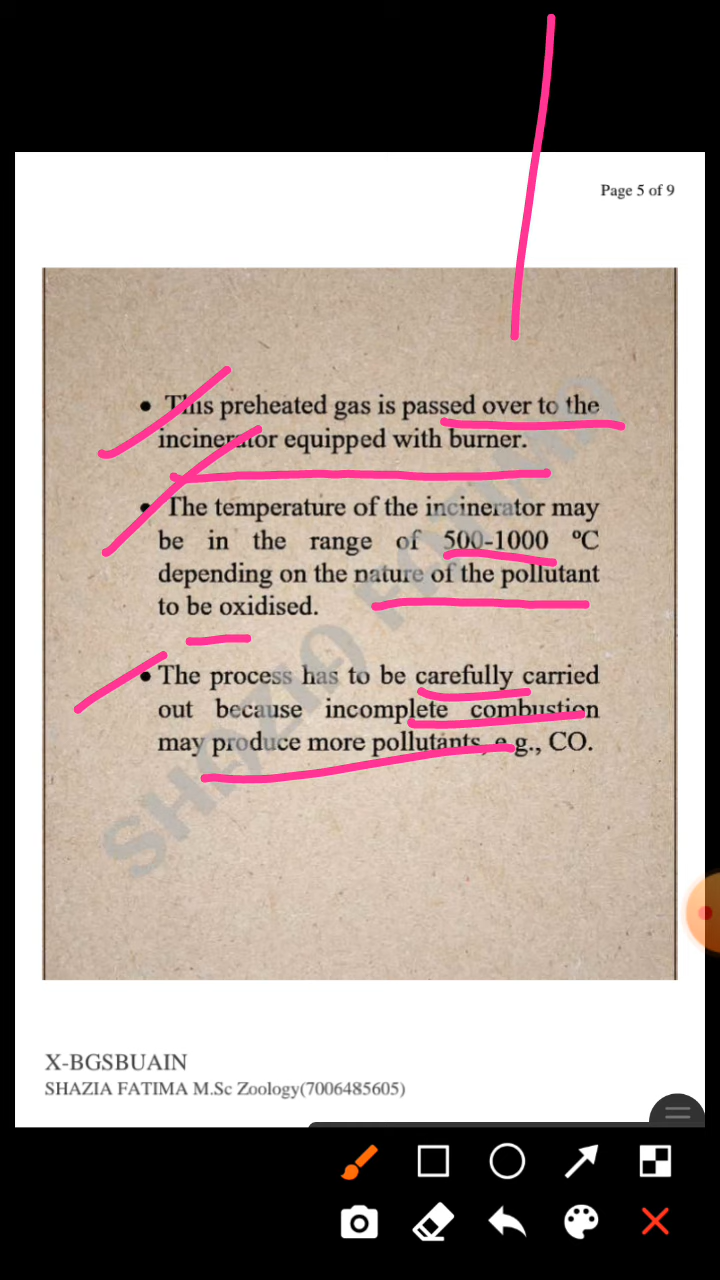 Page 5 of 9
• This preheated gas is passed over to the
incinerator equipped with burner.
• The temperature of the incinerator may
be in the range of 500-1000 ºC
depending on the nature of the pollutant
to be oxidised.
• The process has to be carefully carried
out because incomplete combustion
may produce more pollutants, e.g., CO.
SHAZIA FATIMA
X-BGSBUAIN
SHAZIA FATIMA M.Sc Zoology(7006485605)